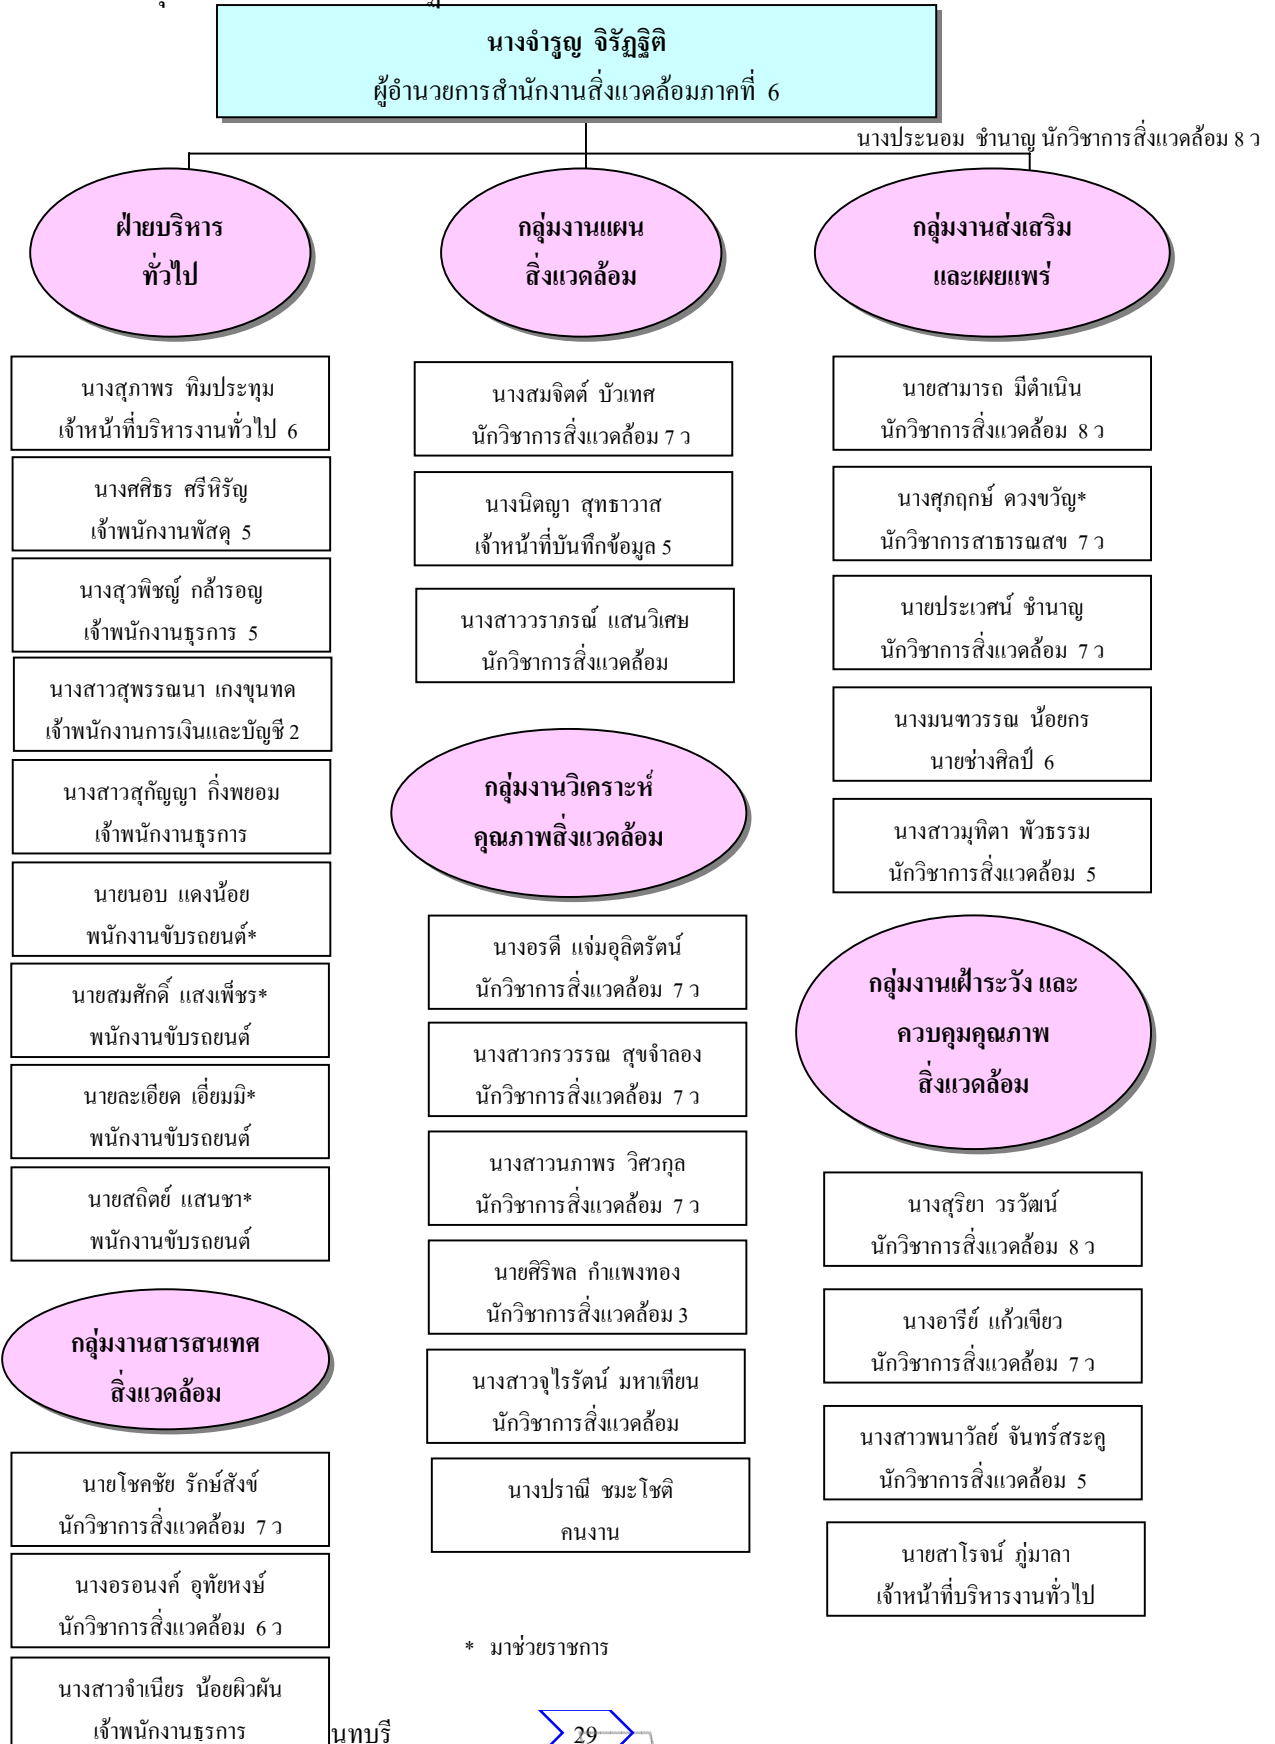 นางจำรูญ จิรัฏฐิติ
ผู้อำนวยการสำนักงานสิ่งแวดล้อมภาคที่ 6
นางประนอม ชำนาญ นักวิชาการสิ่งแวดล้อม 8 ว
ฝ่ายบริหาร
ทั่วไป
นางสุภาพร ทิมประทุม
เจ้าหน้าที่บริหารงานทั่วไป 6
นางศศิธร ศรีหิรัญ
เจ้าพนักงานพัสดุ 5
นางสุวพิชญ์ กล้ารอญ
เจ้าพนักงานธุรการ 5
นางสาวสุพรรณนา เกงขุนทด
เจ้าพนักงานการเงินและบัญชี 2
นางสาวสุกัญญา กิ่งพยอม
เจ้าพนักงานธุรการ
นายนอบ แดงน้อย
พนักงานขับรถยนต์*
นายสมศักดิ์ แสงเพ็ชร*
พนักงานขับรถยนต์
นายละเอียด เอี่ยมมิ*
พนักงานขับรถยนต์
นายสถิตย์ แสนชา*
พนักงานขับรถยนต์
กลุ่มงานสารสนเทศ
สิ่งแวดล้อม
นายโชคชัย รักษ์สังข์
นักวิชาการสิ่งแวดล้อม 7 ว
นางอรอนงค์ อุทัยหงษ์
นักวิชาการสิ่งแวดล้อม 6 ว
นางสาวจำเนียร น้อยผิวผัน
เจ้าพนักงานธุรการ
กลุ่มงานแผน
สิ่งแวดล้อม
นางสมจิตต์ บัวเทศ
นักวิชาการสิ่งแวดล้อม 7 ว
นางนิตญา สุทธาวาส
เจ้าหน้าที่บันทึกข้อมูล 5
นางสาววราภรณ์ แสนวิเศษ
นักวิชาการสิ่งแวดล้อม
กลุ่มงานวิเคราะห์
คุณภาพสิ่งแวดล้อม
นางอรดี แจ่มอุลิตรัตน์
นักวิชาการสิ่งแวดล้อม 7 ว
นางสาวกรวรรณ สุขจำลอง
นักวิชาการสิ่งแวดล้อม 7 ว
นางสาวนภาพร วิศวกุล
นักวิชาการสิ่งแวดล้อม 7 ว
นายศิริพล กำแพงทอง
นักวิชาการสิ่งแวดล้อม 3
นางสาวจุไรรัตน์ มหาเทียน
นักวิชาการสิ่งแวดล้อม
นางปราณี ชมะโชติ
คนงาน
กลุ่มงานส่งเสริม
และเผยแพร่
นายสามารถ มีดำเนิน
นักวิชาการสิ่งแวดล้อม 8 ว
นางศุภฤกษ์ ดวงขวัญ*
นักวิชาการสาธารณสข 7 ว
นายประเวศน์ ชำนาญ
นักวิชาการสิ่งแวดล้อม 7 ว
นางมนฑวรรณ น้อยกร
นายช่างศิลป์ 6
นางสาวมุทิตา พัวธรรม
นักวิชาการสิ่งแวดล้อม 5
กลุ่มงานเฝ้าระวัง และ
ควบคุมคุณภาพ
สิ่งแวดล้อม
นางสุริยา วรวัฒน์
นักวิชาการสิ่งแวดล้อม 8 ว
นางอารีย์ แก้วเขียว
นักวิชาการสิ่งแวดล้อม 7 ว
นางสาวพนาวัลย์ จันทร์สระคู
นักวิชาการสิ่งแวดล้อม 5
นายสาโรจน์ ภู่มาลา
เจ้าหน้าที่บริหารงานทั่วไป
* มาช่วยราชการ
นทบุรี
29